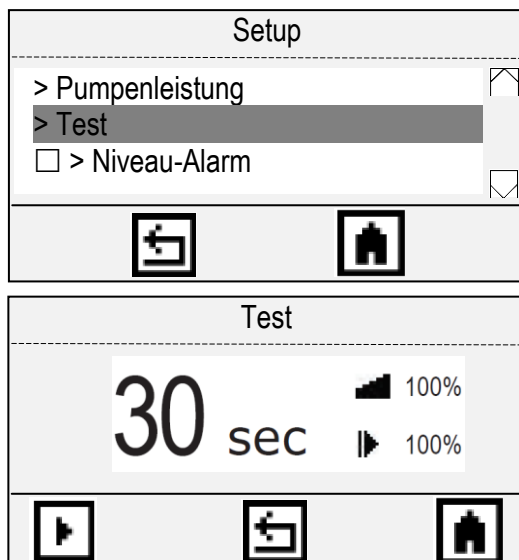 Setup
> Pumpenleistung
> Test
> Niveau-Alarm
Test
30 sec
100%
100%